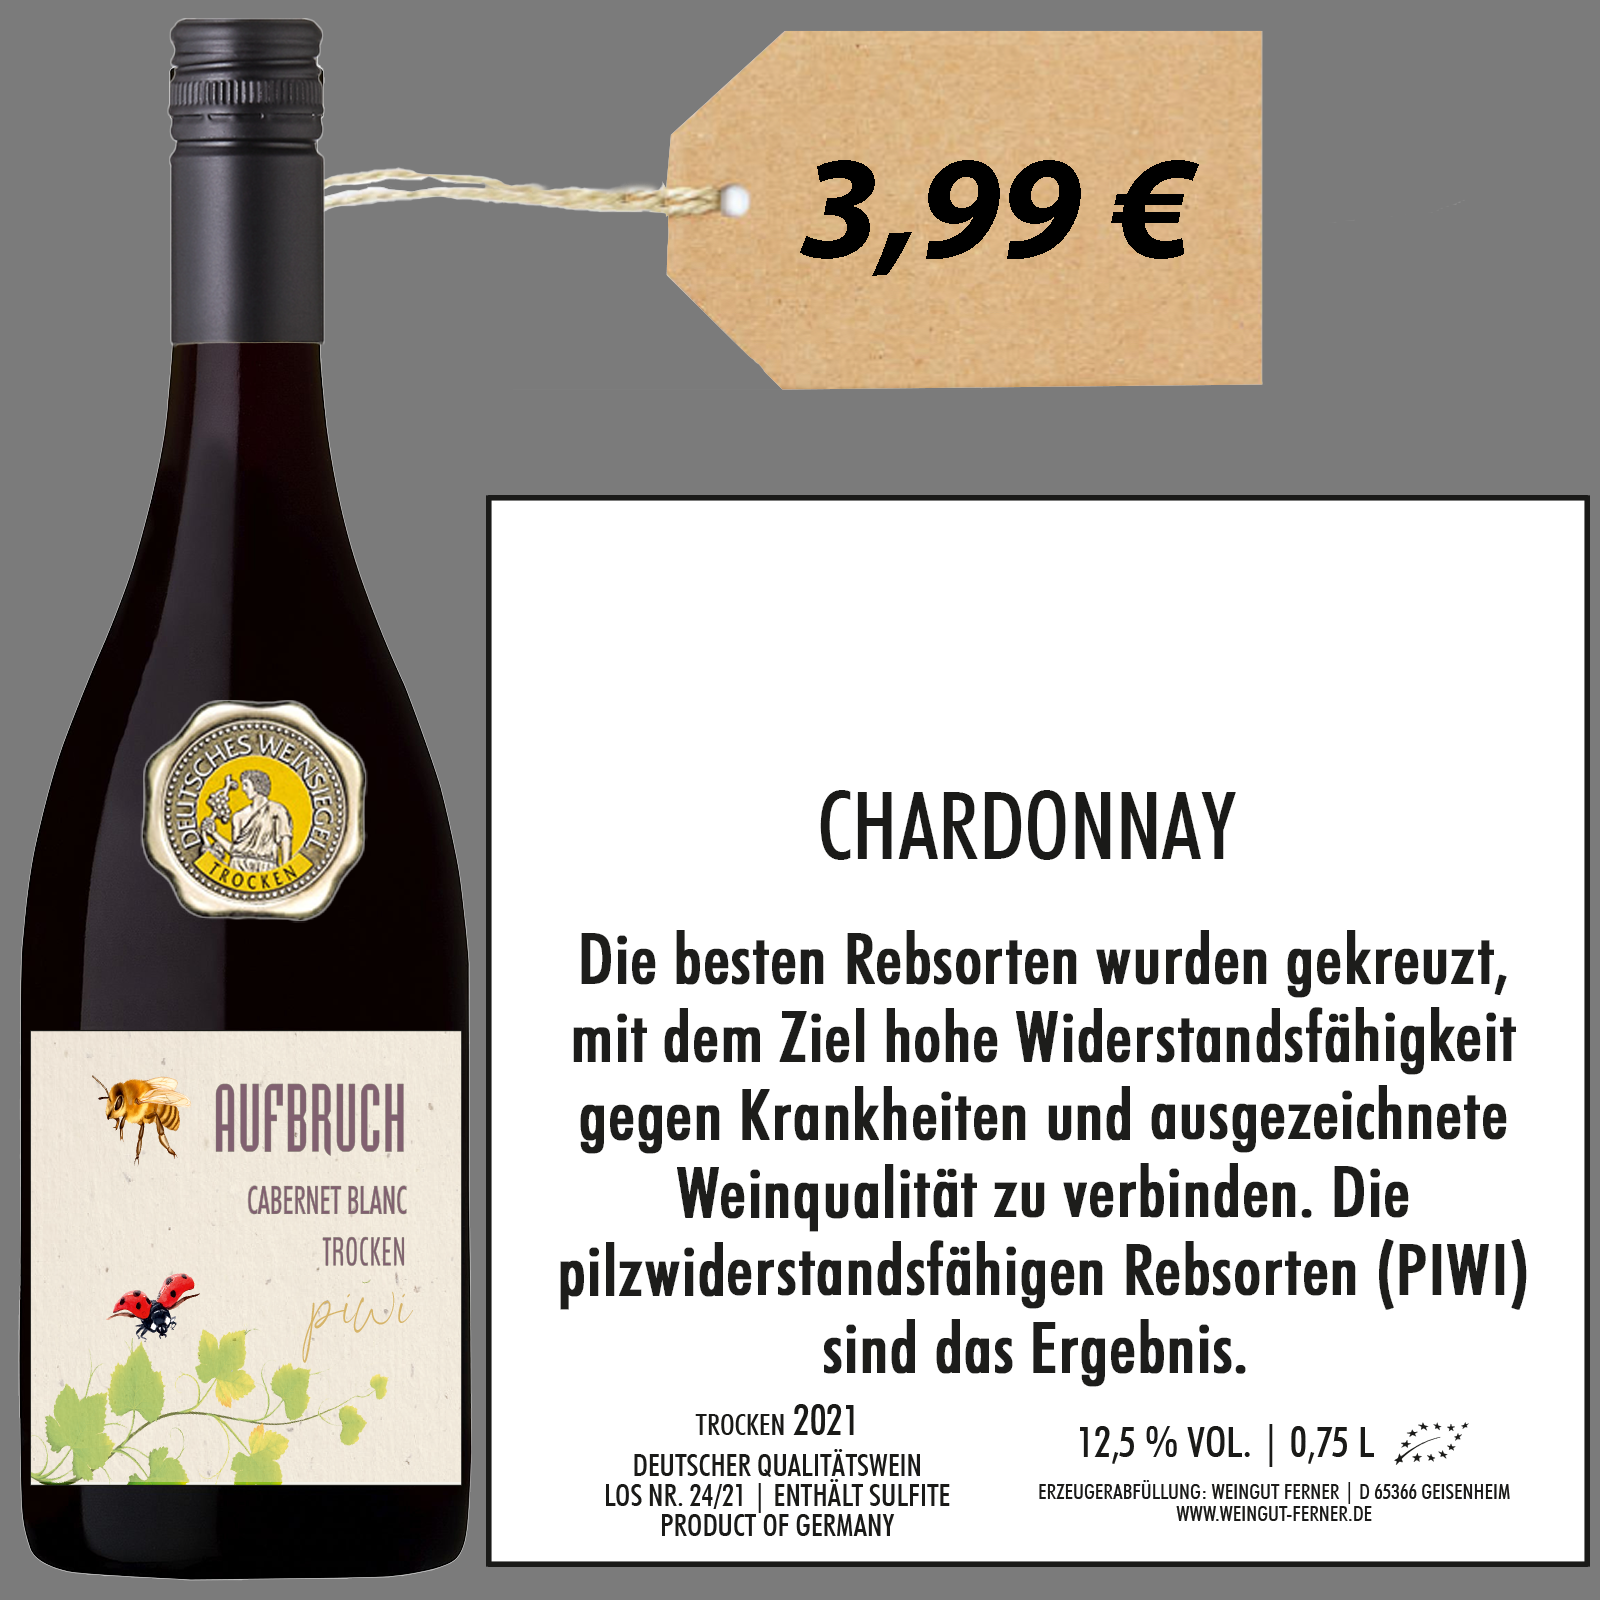 3,99 €
DEUTSCHES WEINSIEGEL
TROCKEN
AUFBRUCH
CABERNET BLANC
TROCKEN
piwi
CHARDONNAY
Die besten Rebsorten wurden gekreuzt,
mit dem Ziel hohe Widerstandsfähigkeit
gegen Krankheiten und ausgezeichnete
Weinqualität zu verbinden. Die
pilzwiderstandsfähigen Rebsorten (PIWI)
sind das Ergebnis.
TROCKEN 2021
DEUTSCHER QUALITÄTSWEIN
LOS NR. 24/21 | ENTHÄLT SULFITE
PRODUCT OF GERMANY
12,5 % VOL. | 0,75 L
ERZEUGERABFÜLLUNG: WEINGUT FERNER | D 65366 GEISENHEIM
WWW.WEINGUT-FERNER.DE